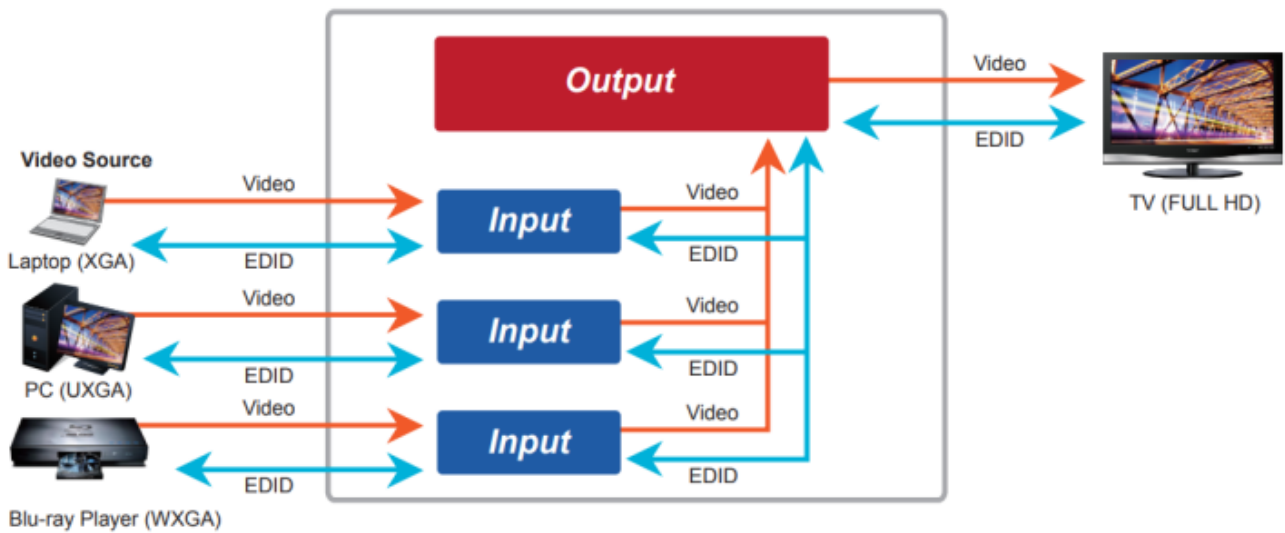 Output
Video
EDID
TV (FULL HD)
Video Source
Video
EDID
Laptop (XGA)
Input
Video
EDID
Video
EDID
PC (UXGA)
Input
Video
EDID
Video
EDID
Blu-ray Player (WXGA)
Input
Video
EDID